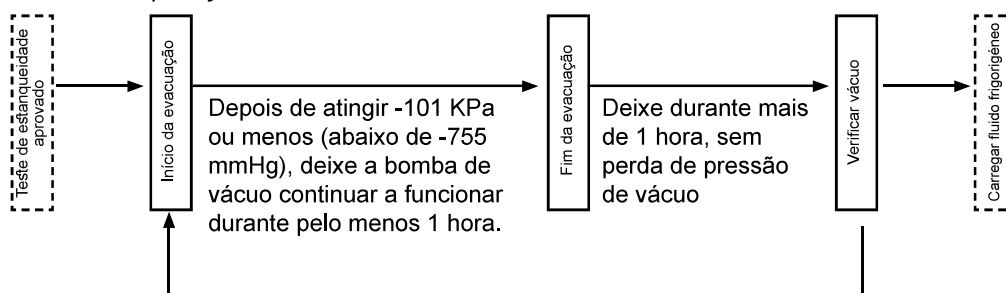 Teste de estanqueidade
aprovado
Início da evacuação
Depois de atingir -101 KPa
ou menos (abaixo de -755
mmHg), deixe a bomba de
vácuo continuar a funcionar
durante pelo menos 1 hora.
Fim da evacuação
Deixe durante mais
de 1 hora, sem
perda de pressão
de vácuo
Verificar vácuo
Carregar fluido frigorigéneo